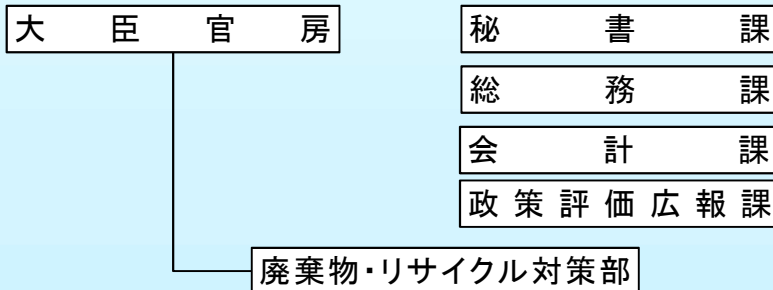 大臣官房
秘書課
総務課
会計課
政策評価広報課
廃棄物・リサイクル対策部